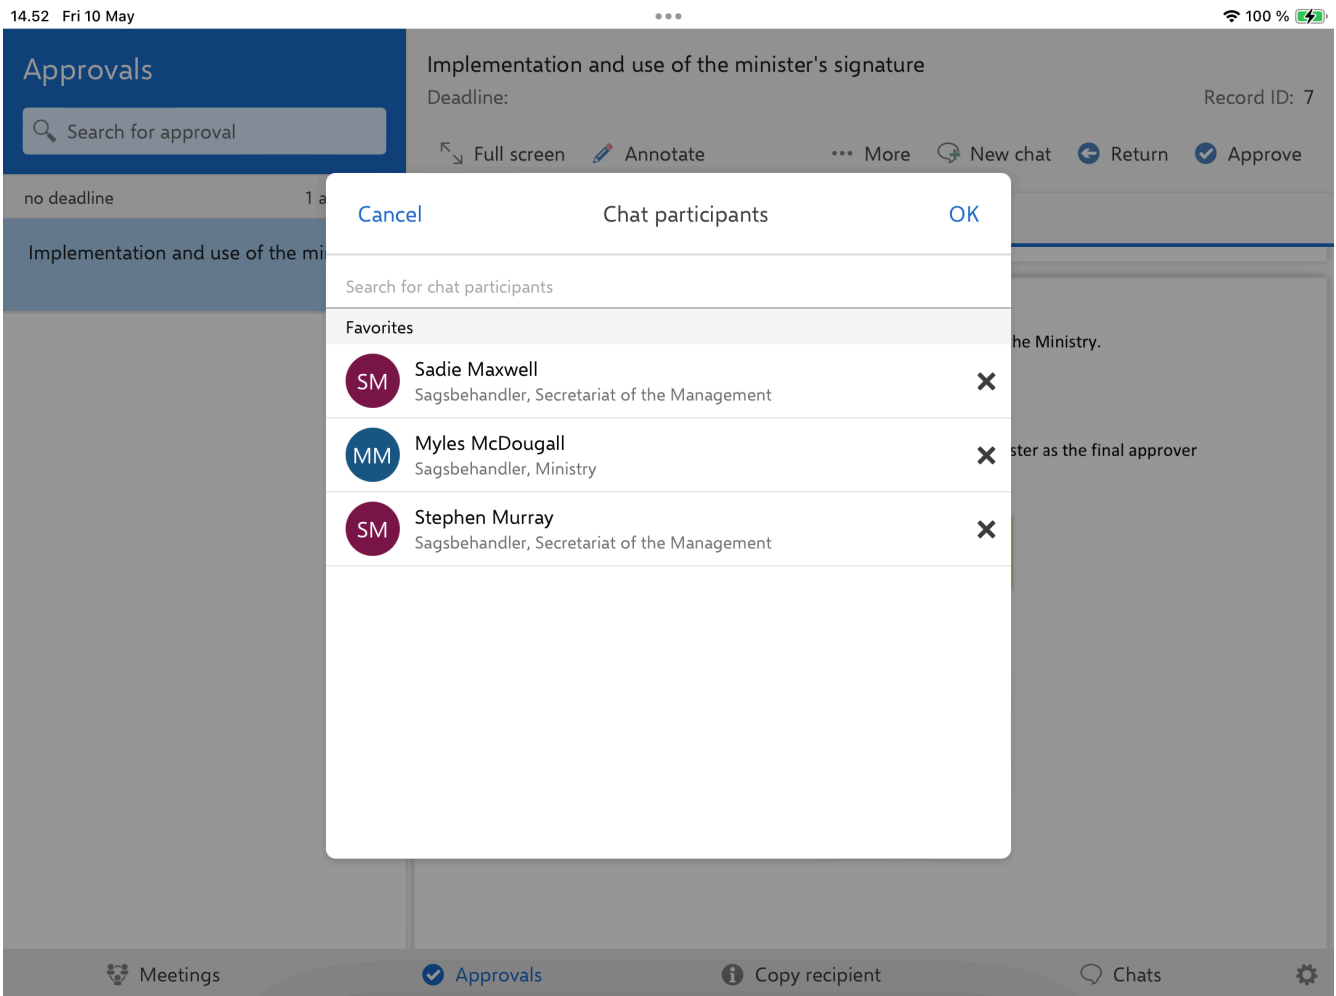 14.52 Fri 10 May
100 %
Approvals
Search for approval
no deadline
1 a
Implementation and use of the mi
Implementation and use of the minister's signature
Deadline:
Record ID: 7
Full screen
Annotate
More
New chat
Return
Approve
he Ministry.
ster as the final approver
Cancel
Chat participants
OK
Search for chat participants
Favorites
SM
Sadie Maxwell
Sagsbehandler, Secretariat of the Management
MM
Myles McDougall
Sagsbehandler, Ministry
SM
Stephen Murray
Sagsbehandler, Secretariat of the Management
Meetings
Approvals
Copy recipient
Chats